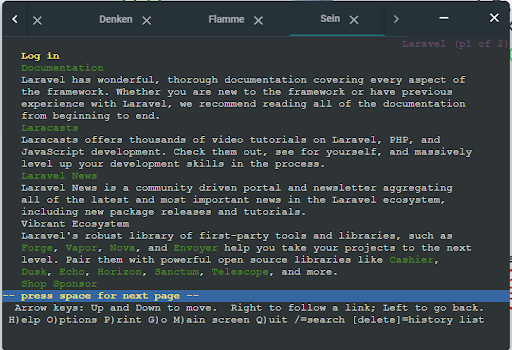 Denken Flamme Sein
Laravel (p1 of 2)
Log in
Documentation
Laravel has wonderful, thorough documentation covering every aspect of
the framework. Whether you are new to the framework or have previous
experience with Laravel, we recommend reading all of the documentation
from beginning to end.
Laracasts
Laracasts offers thousands of video tutorials on Laravel, PHP, and
JavaScript development. Check them out, see for yourself, and massively
level up your development skills in the process.
Laravel News
Laravel News is a community driven portal and newsletter aggregating
all of the latest and most important news in the Laravel ecosystem,
including new package releases and tutorials.
Vibrant Ecosystem
Laravel's robust library of first-party tools and libraries, such as
Forge, Vapor, Nova, and Envoyer help you take your projects to the next
level. Pair them with powerful open source libraries like Cashier,
Dusk, Echo, Horizon, Sanctum, Telescope, and more.
Shop Sponsor
-- press space for next page --
Arrow keys: Up and Down to move. Right to follow a link; Left to go back.
H)elp O)ptions P)rint G)o M)ain screen Q)uit /=search [delete]=history list